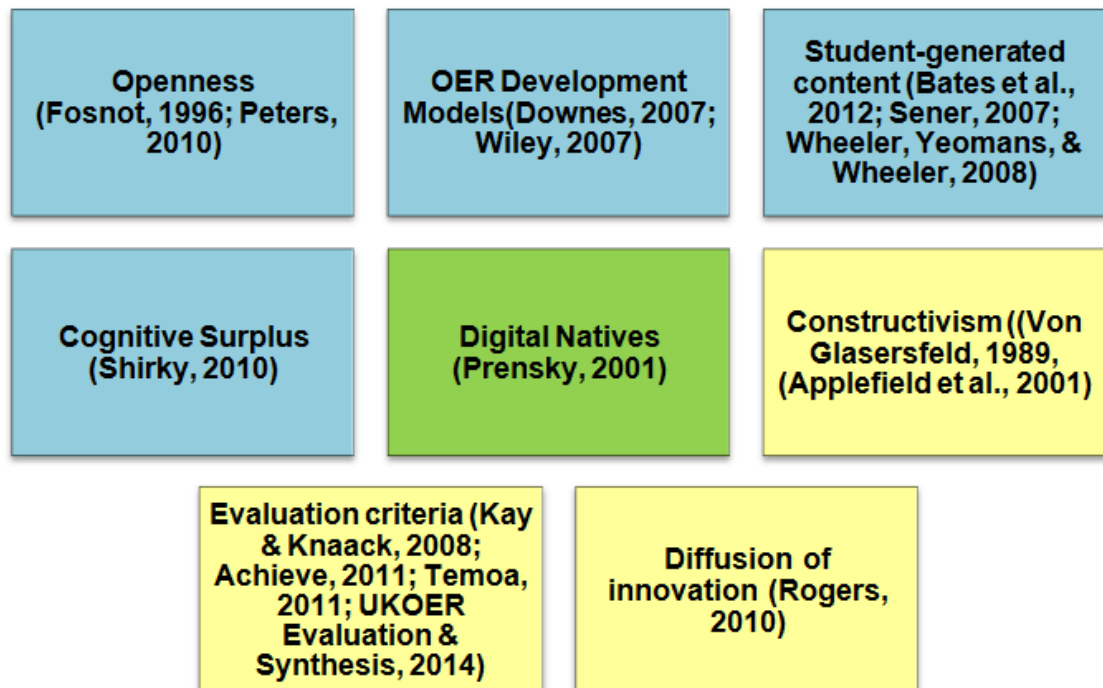 Openness
(Fosnot, 1996; Peters,
2010)
OER Development
Models(Downes, 2007;
Wiley, 2007)
Student-generated
content (Bates et al.,
2012; Sener, 2007;
Wheeler, Yeomans, &
Wheeler, 2008)
Cognitive Surplus
(Shirky, 2010)
Digital Natives
(Prensky, 2001)
Constructivism ((Von
Glasersfeld, 1989,
(Applefield et al., 2001)
Evaluation criteria (Kay
& Knaack, 2008;
Achieve, 2011; Temoa,
2011; UKOER
Evaluation &
Synthesis, 2014)
Diffusion of
innovation (Rogers,
2010)